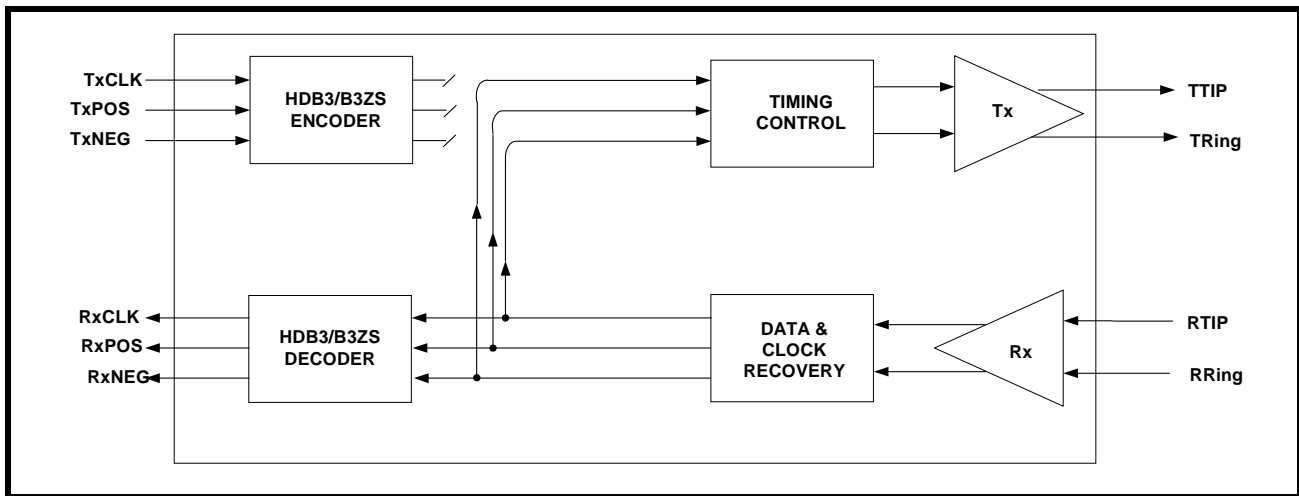 TxCLK
TxPOS
TxNEG
HDB3/B3ZS
ENCODER
TIMING
CONTROL
Tx
TTIP
TRing
RxCLK
RxPOS
RxNEG
HDB3/B3ZS
DECODER
DATA &
CLOCK
RECOVERY
Rx
RTIP
RRing